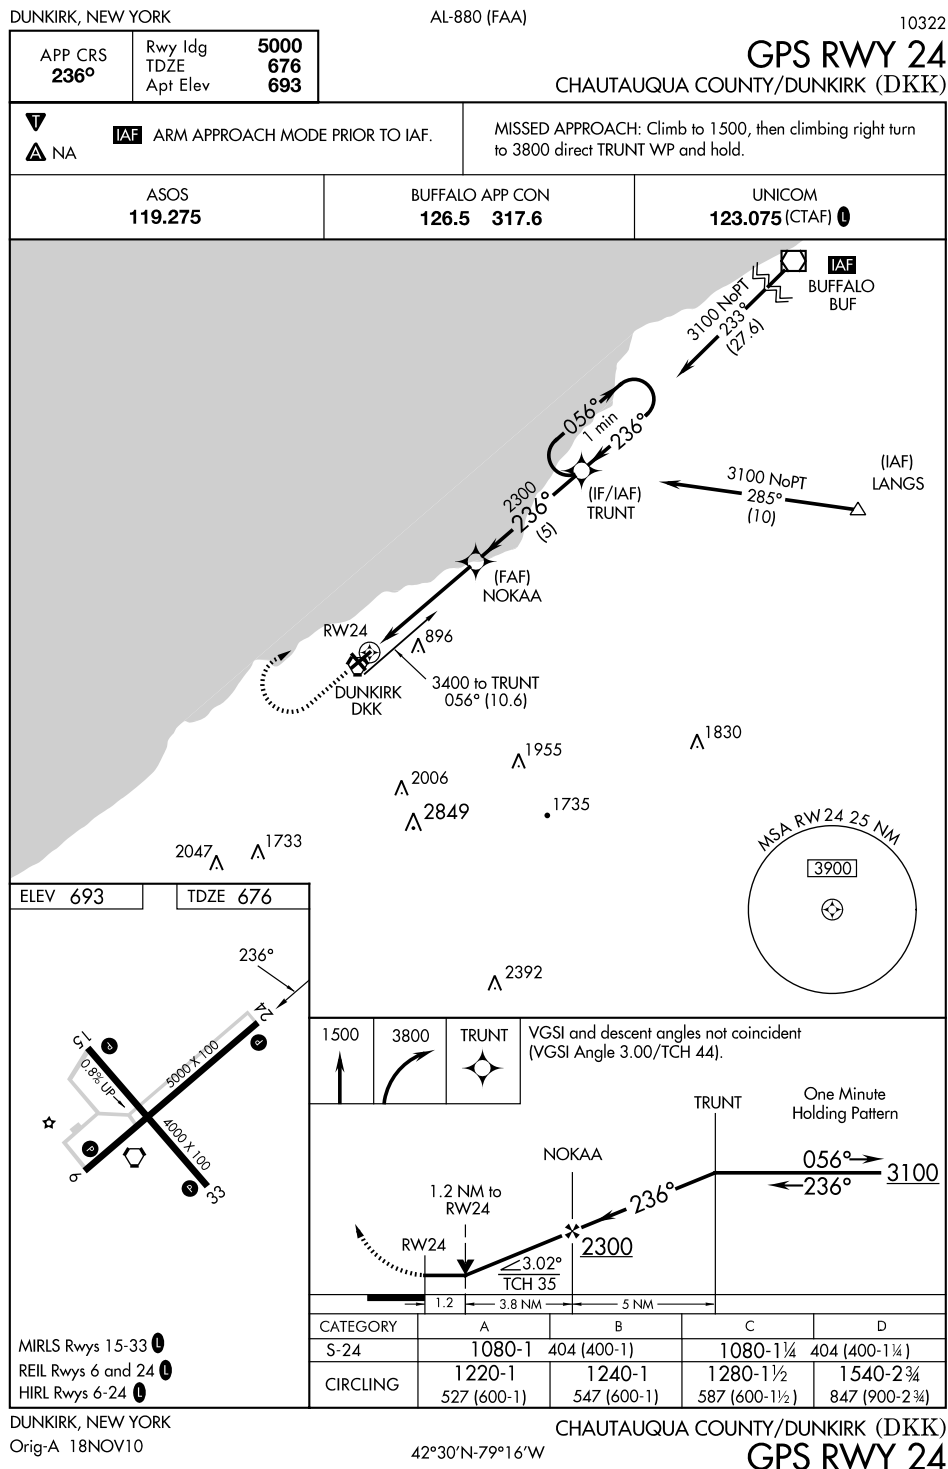 DUNKIRK, NEW YORK
AL-880 (FAA)
10322
APP CRS
236°
Rwy Idg 5000
TDZE 676
Apt Elev 693
GPS RWY 24
CHAUTAUQUA COUNTY/DUNKIRK (DKK)
T
A NA
IAF ARM APPROACH MODE PRIOR TO IAF.
MISSED APPROACH: Climb to 1500, then climbing right turn
to 3800 direct TRUNT WP and hold.
ASOS
119.275
BUFFALO APP CON
126.5 317.6
UNICOM
123.075 (CTAF) L
IAF
BUFFALO
BUF
3100 NoPT
233°
(27.6)
056°
1 min
236°
(IAF)
LANGS
3100 NoPT
285°
(10)
(IF/IAF)
TRUNT
2300
236°
(5)
(FAF)
NOKAA
RW24
896
3400 to TRUNT
056° (10.6)
DUNKIRK
DKK
1830
1955
2006
2849
1735
1733
2047
2392
MSA RW24 25 NM
3900
ELEV 693
TDZE 676
236°
24
15
P
P
0.8% UP
5000 X 100
4000 X 100
P
P
6
33
MIRLS Rwys 15-33 L
REIL Rwys 6 and 24 L
HIRL Rwys 6-24 L
1500
3800
TRUNT
VGSI and descent angles not coincident
(VGSI Angle 3.00/TCH 44).
TRUNT
One Minute
Holding Pattern
NOKAA
056°
236°
3100
1.2 NM to
RW24
236°
RW24
2300
3.02°
TCH 35
1.2
3.8 NM
5 NM
CATEGORY A B C D
S-24 1080-1 404 (400-1) 1080-1¼ 404 (400-1¼)
CIRCLING 1220-1 1240-1 1280-1½ 1540-2¾
527 (600-1) 547 (600-1) 587 (600-1½) 847 (900-2¾)
DUNKIRK, NEW YORK
Orig-A 18NOV10
42°30'N-79°16'W
CHAUTAUQUA COUNTY/DUNKIRK (DKK)
GPS RWY 24